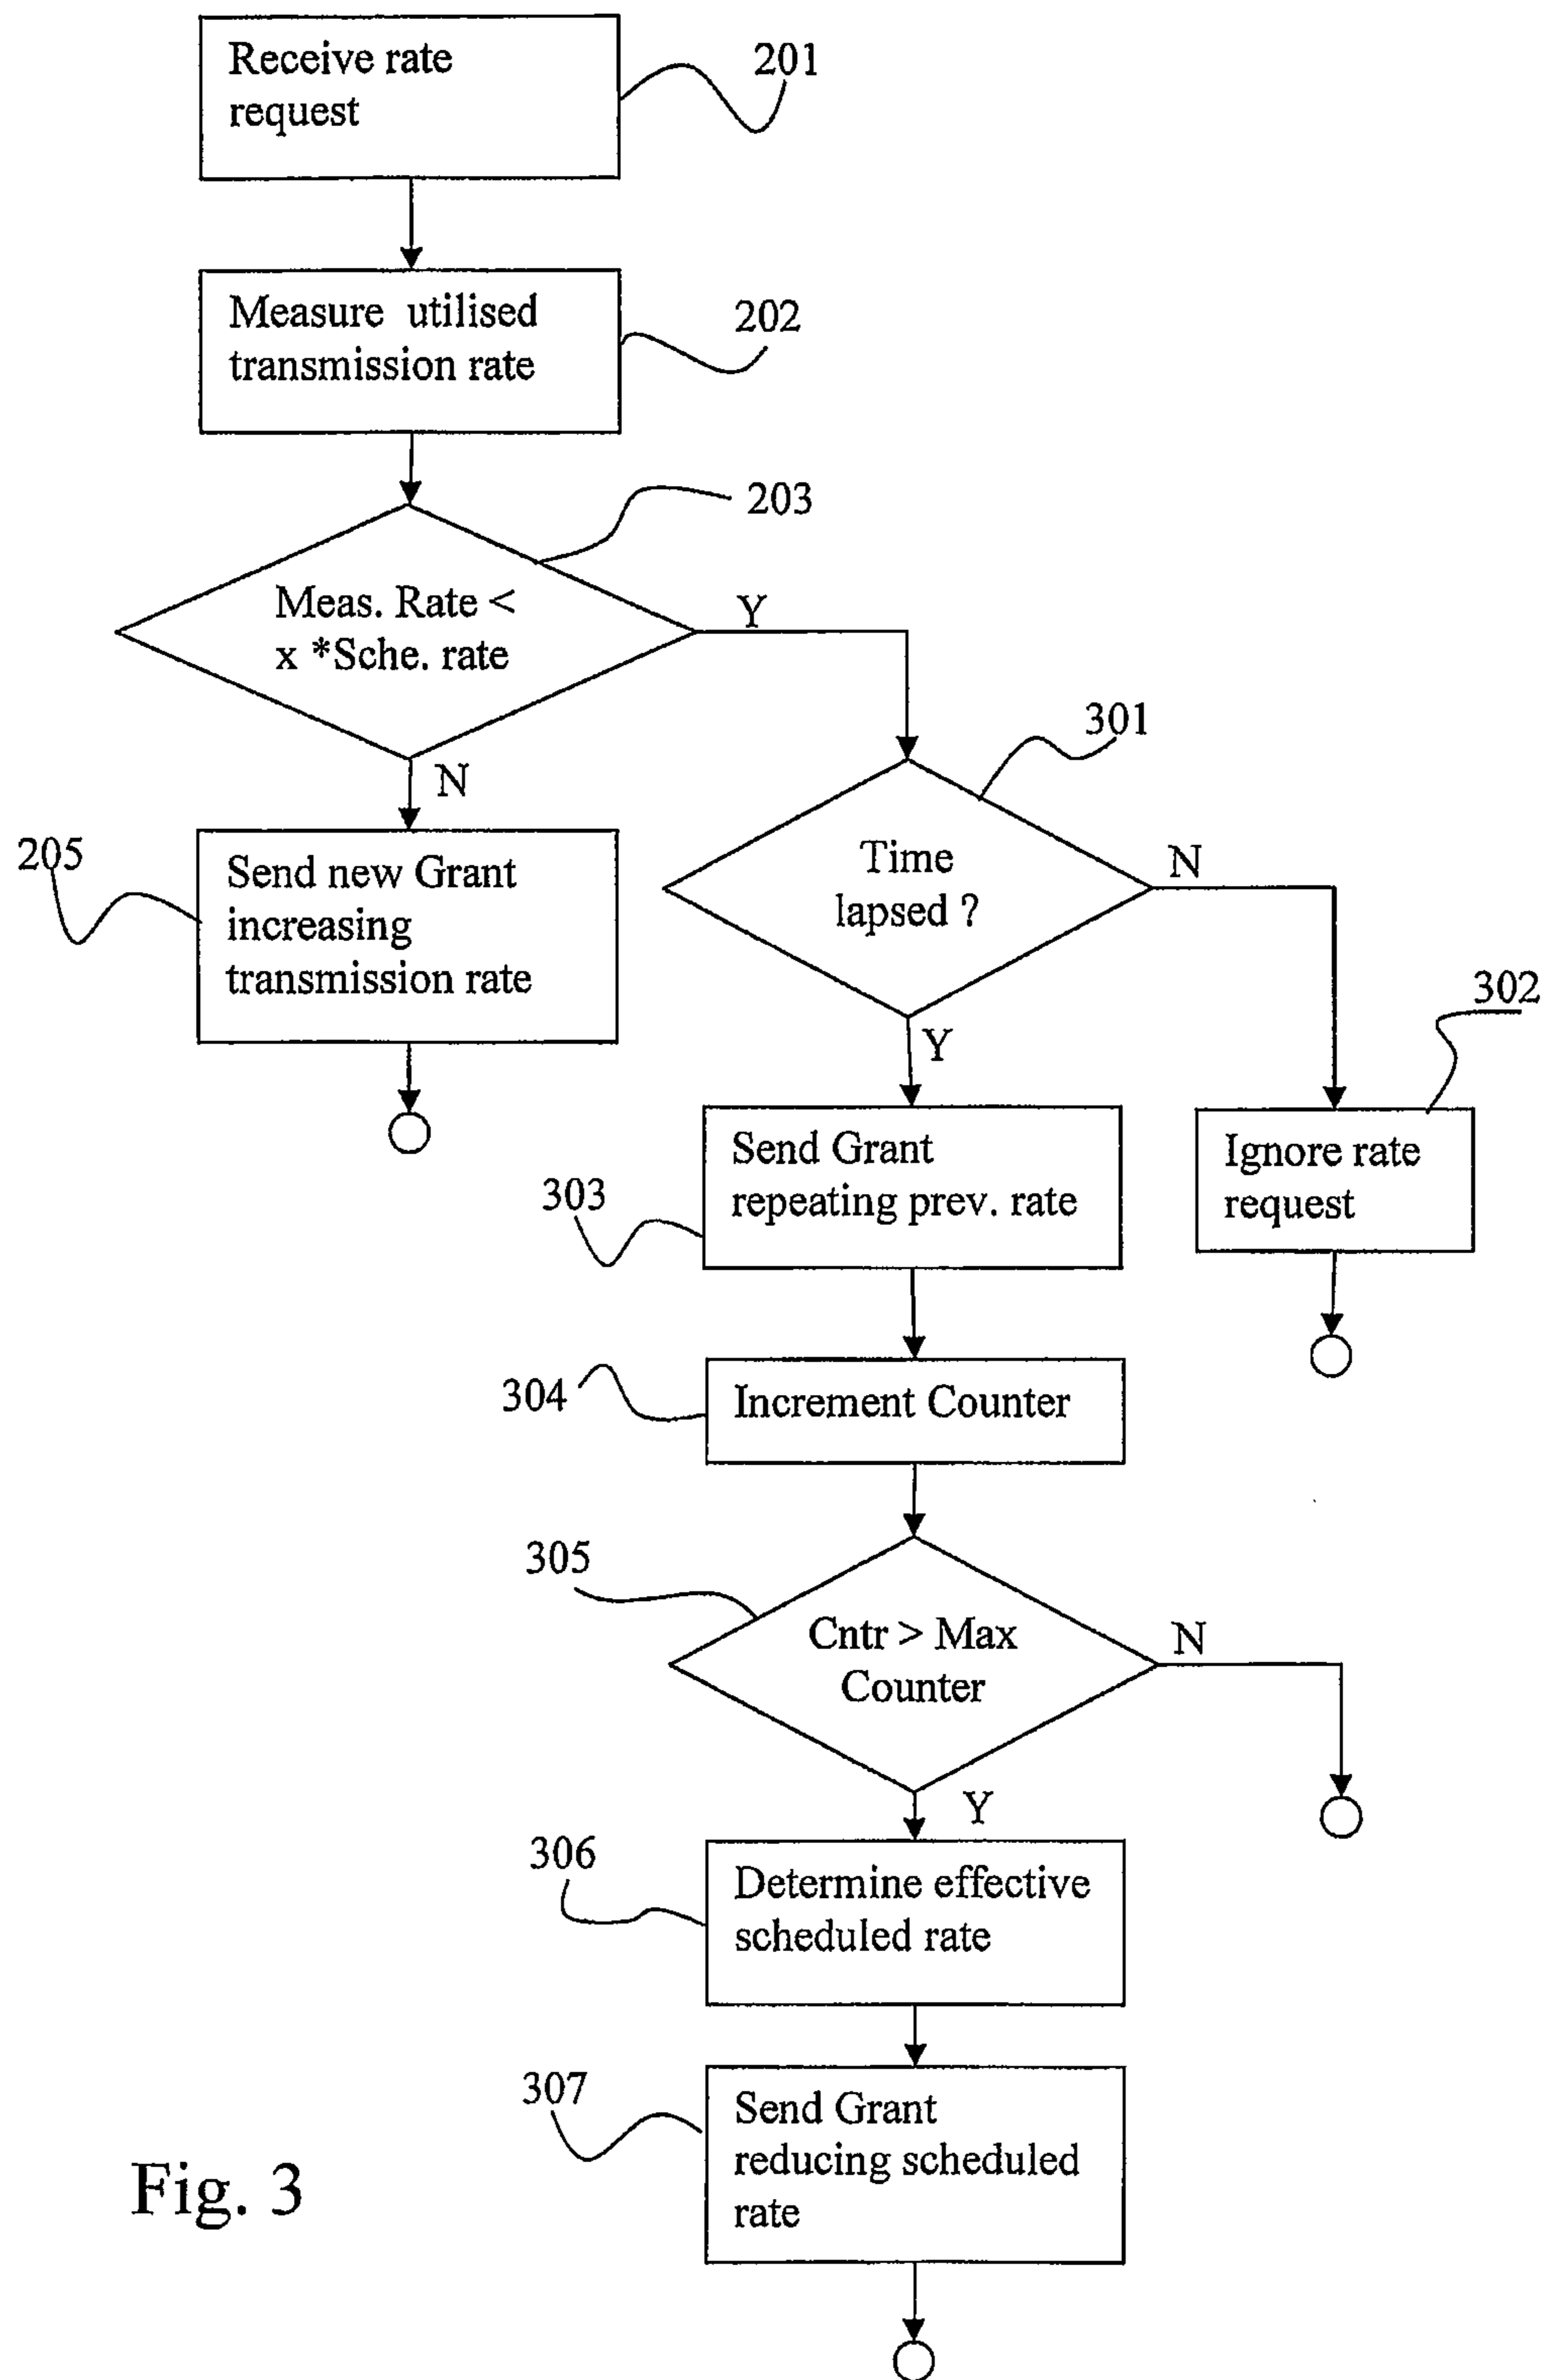 Receive rate
request
201
Measure utilised
transmission rate
202
203
Meas. Rate <
x *Sche. rate
Y
N
301
Time
lapsed ?
N
Y
205
Send new Grant
increasing
transmission rate
302
Ignore rate
request
303
Send Grant
repeating prev. rate
304
Increment Counter
305
Cntr > Max
Counter
N
Y
306
Determine effective
scheduled rate
307
Send Grant
reducing scheduled
rate
Fig. 3